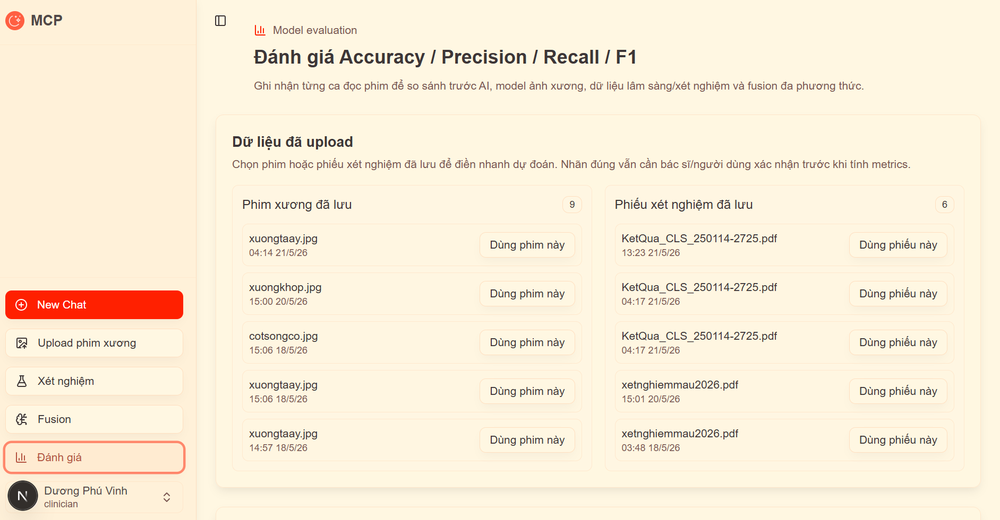 MCP
New Chat
Upload phim xương
Xét nghiệm
Fusion
Đánh giá
N
Dương Phú Vinh
clinician
Model evaluation
Đánh giá Accuracy / Precision / Recall / F1
Ghi nhận từng ca đọc phim để so sánh trước AI, model ảnh xương, dữ liệu lâm sàng/xét nghiệm và fusion đa phương thức.
Dữ liệu đã upload
Chọn phim hoặc phiếu xét nghiệm đã lưu để điền nhanh dự đoán. Nhãn đúng vẫn cần bác sĩ/người dùng xác nhận trước khi tính metrics.
Phim xương đã lưu
9
xuongtaay.jpg
04:14 21/5/26
Dùng phim này
xuongkhop.jpg
15:00 20/5/26
Dùng phim này
cotsongco.jpg
15:06 18/5/26
Dùng phim này
xuongtaay.jpg
15:06 18/5/26
Dùng phim này
xuongtaay.jpg
14:57 18/5/26
Dùng phim này
Phiếu xét nghiệm đã lưu
6
KetQua_CLS_250114-2725.pdf
13:23 21/5/26
Dùng phiếu này
KetQua_CLS_250114-2725.pdf
04:17 21/5/26
Dùng phiếu này
KetQua_CLS_250114-2725.pdf
04:17 21/5/26
Dùng phiếu này
xetnghiemmau2026.pdf
15:01 20/5/26
Dùng phiếu này
xetnghiemmau2026.pdf
03:48 18/5/26
Dùng phiếu này